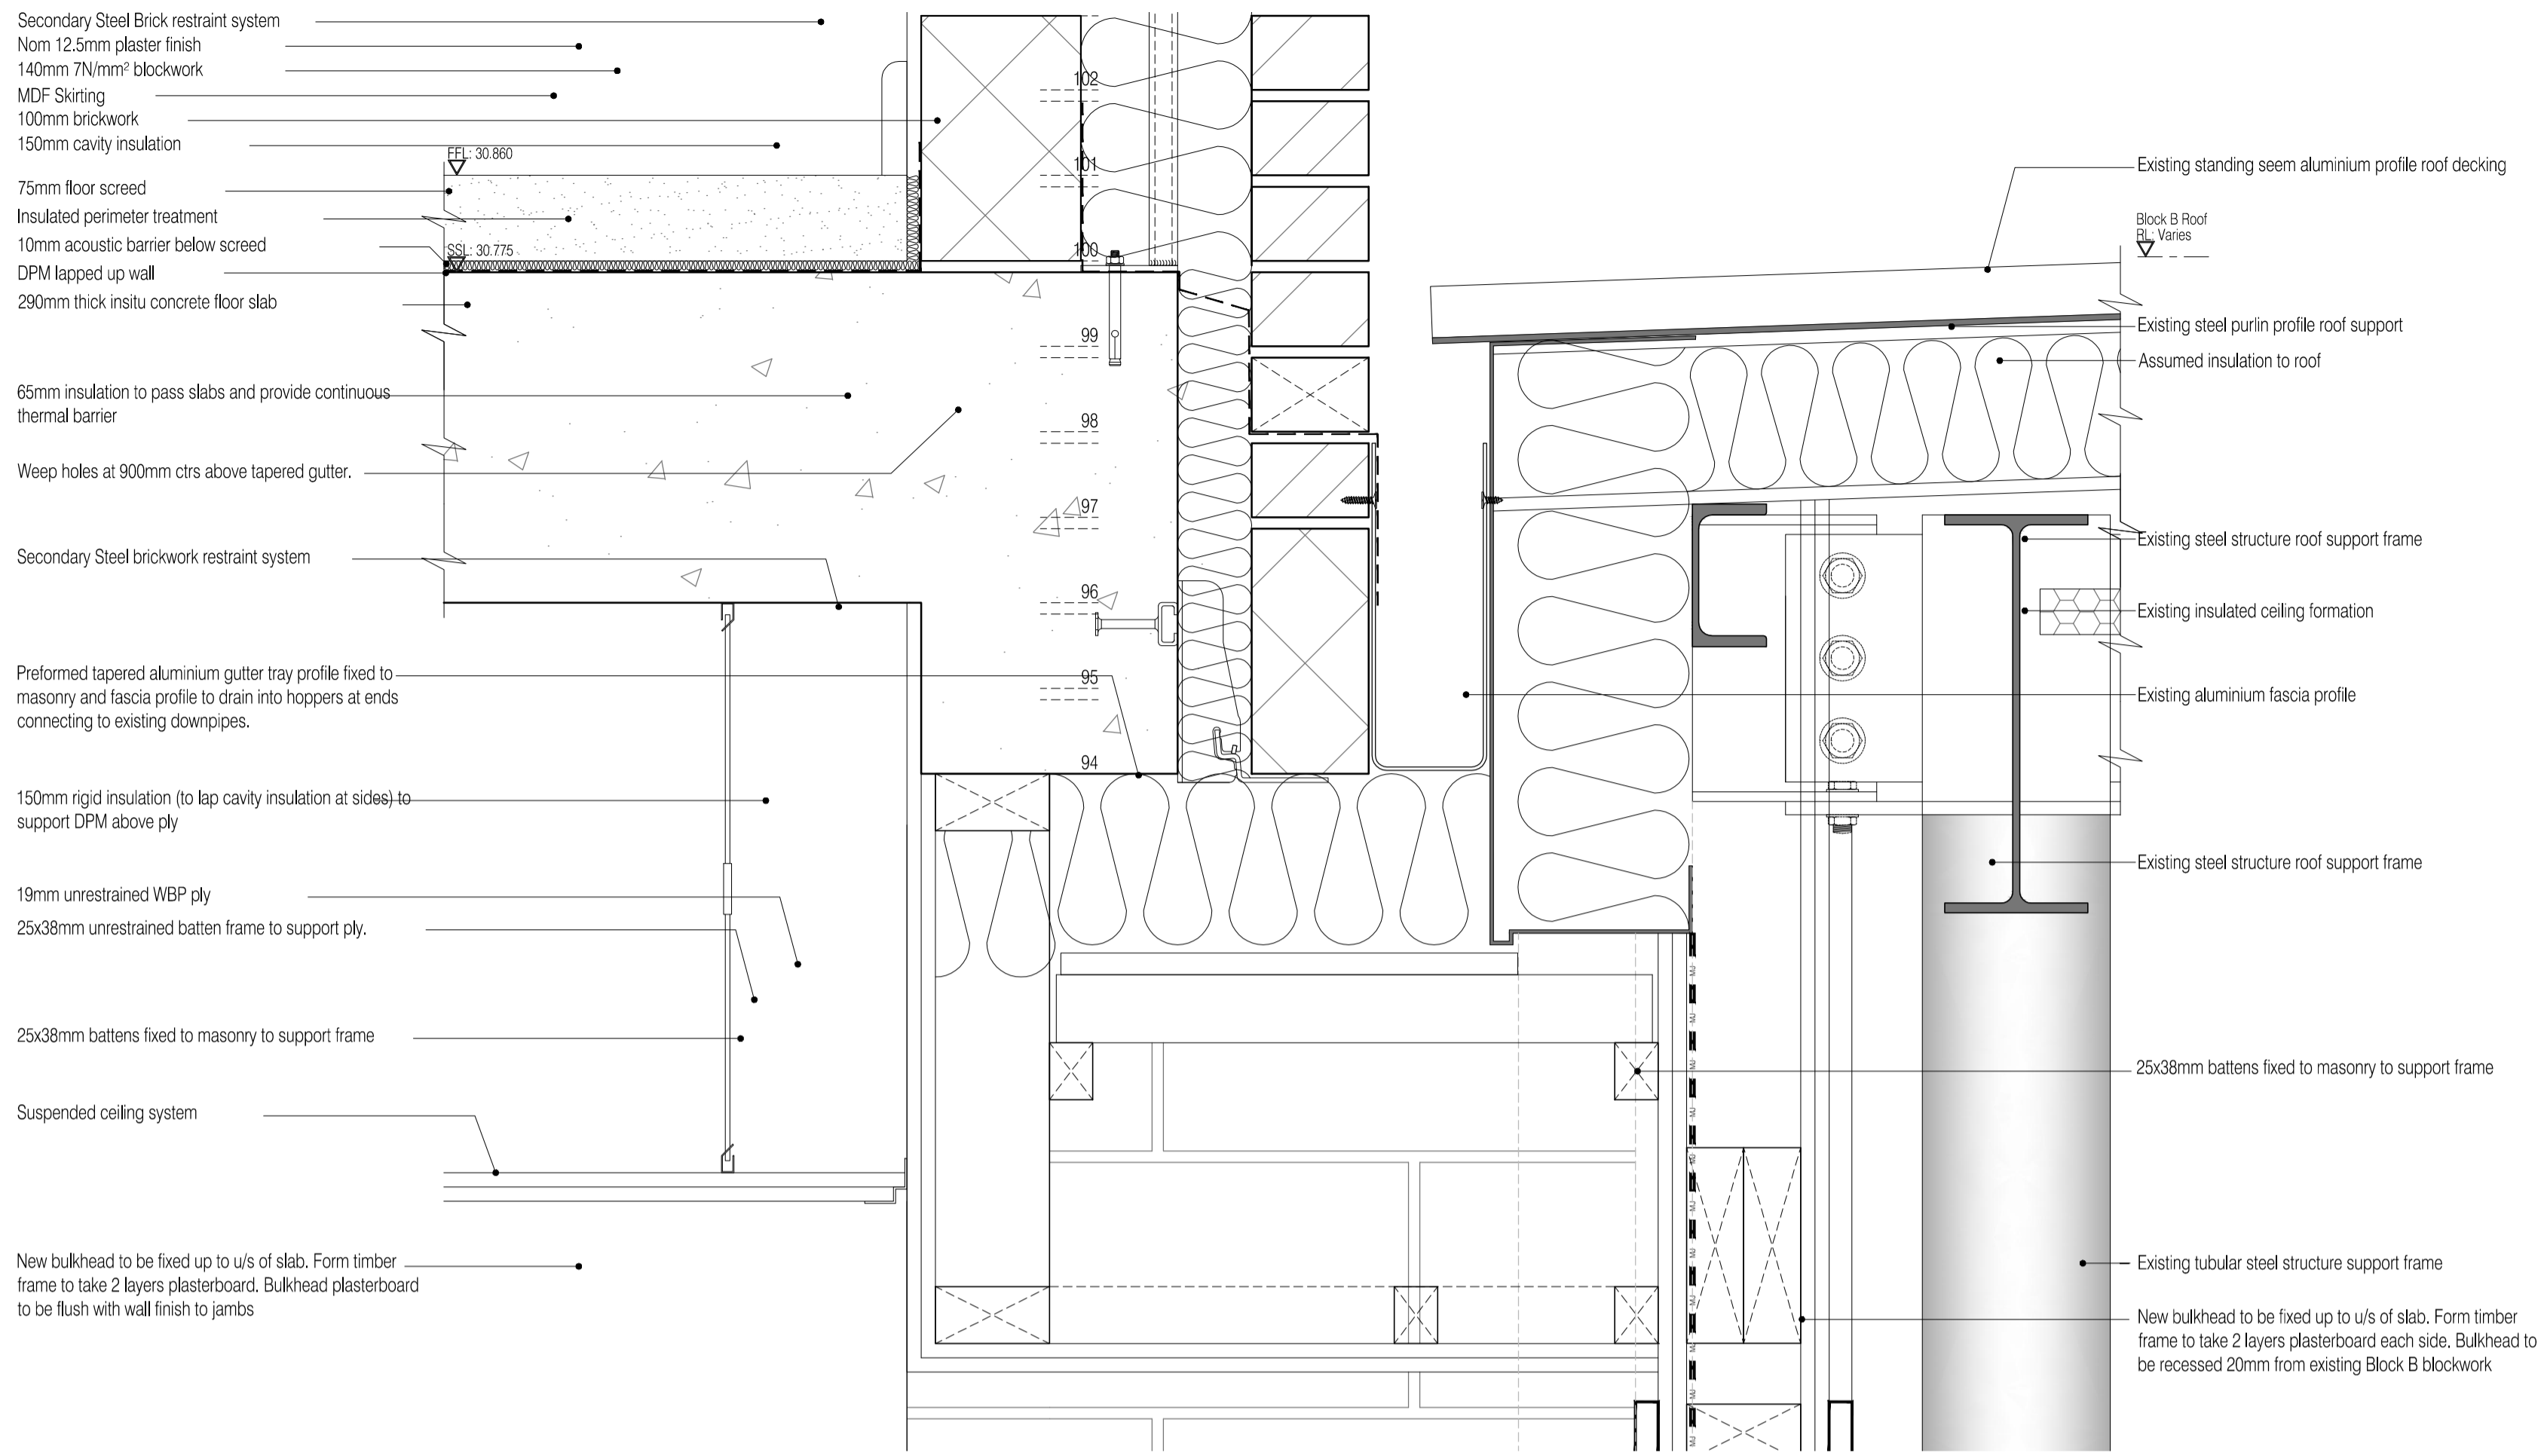 Secondary Steel Brick restraint system
Nom 12.5mm plaster finish
140mm 7N/mm² blockwork
MDF Skirting
100mm brickwork
150mm cavity insulation
FFL: 30.860
75mm floor screed
Insulated perimeter treatment
10mm acoustic barrier below screed
SSL: 30.775
DPM lapped up wall
290mm thick insitu concrete floor slab
65mm insulation to pass slabs and provide continuous
thermal barrier
Weep holes at 900mm ctrs above tapered gutter.
Secondary Steel brickwork restraint system
Preformed tapered aluminium gutter tray profile fixed to
masonry and fascia profile to drain into hoppers at ends
connecting to existing downpipes.
150mm rigid insulation (to lap cavity insulation at sides) to
support DPM above ply
19mm unrestrained WBP ply
25x38mm unrestrained batten frame to support ply.
25x38mm battens fixed to masonry to support frame
Suspended ceiling system
New bulkhead to be fixed up to u/s of slab. Form timber
frame to take 2 layers plasterboard. Bulkhead plasterboard
to be flush with wall finish to jambs
102
101
100
99
98
97
96
95
94
MJ
MJ
MJ
MJ
MJ
MJ
MJ
MJ
MJ
MJ
MJ
Existing standing seem aluminium profile roof decking
Block B Roof
RL: Varies
Existing steel purlin profile roof support
Assumed insulation to roof
Existing steel structure roof support frame
Existing insulated ceiling formation
Existing aluminium fascia profile
Existing steel structure roof support frame
25x38mm battens fixed to masonry to support frame
Existing tubular steel structure support frame
New bulkhead to be fixed up to u/s of slab. Form timber
frame to take 2 layers plasterboard each side. Bulkhead to
be recessed 20mm from existing Block B blockwork